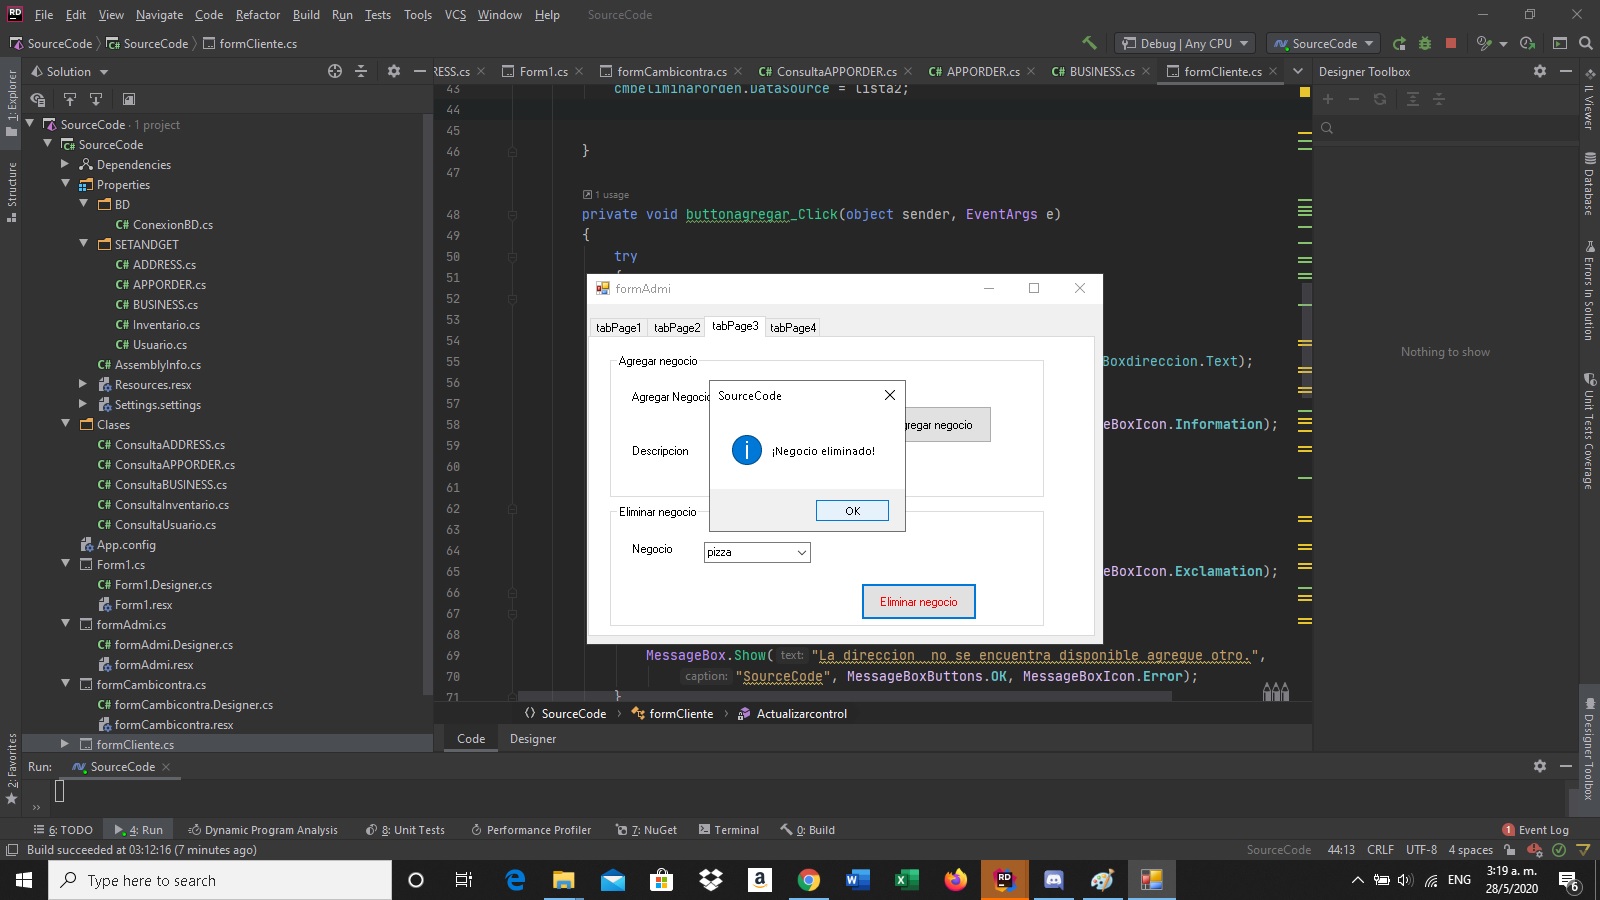 File Edit View Navigate Code Refactor Build Run Tests Tools VCS Window Help SourceCode
SourceCode SourceCode formCliente.cs
Debug | Any CPU SourceCode
Solution
RESS.cs Form1.cs formCambicontra.cs ConsultaAPPORDER.cs APPORDER.cs BUSINESS.cs formCliente.cs
Designer Toolbox
1: Explorer
Structure
2: Favorites
SourceCode · 1 project
SourceCode
Dependencies
Properties
BD
C# ConexionBD.cs
SETANDGET
C# ADDRESS.cs
C# APPORDER.cs
C# BUSINESS.cs
C# Inventario.cs
C# Usuario.cs
C# AssemblyInfo.cs
Resources.resx
Settings.settings
Clases
C# ConsultaADDRESS.cs
C# ConsultaAPPORDER.cs
C# ConsultaBUSINESS.cs
C# ConsultaInventario.cs
C# ConsultaUsuario.cs
App.config
Form1.cs
C# Form1.Designer.cs
Form1.resx
formAdmi.cs
C# formAdmi.Designer.cs
formAdmi.resx
formCambicontra.cs
C# formCambicontra.Designer.cs
formCambicontra.resx
formCliente.cs
43 cmbeliminarorden.DataSource = lista2;
44
45
46 }
47
1 usage
48 private void buttonagregar_Click(object sender, EventArgs e)
49 {
50 try
51 {
52
53
54
55 Boxdireccion.Text);
56
57
58 eBoxIcon.Information);
59
60
61
62
63
64
65 eBoxIcon.Exclamation);
66
67
68
69 MessageBox.Show( text: "La direccion no se encuentra disponible agregue otro.",
70 caption: "SourceCode", MessageBoxButtons.OK, MessageBoxIcon.Error);
71 }
formAdmi
tabPage1 tabPage2 tabPage3 tabPage4
Agregar negocio
Agregar Negocio
gregar negocio
Descripcion
SourceCode
i ¡Negocio eliminado!
OK
Eliminar negocio
Negocio pizza
Eliminar negocio
SourceCode formCliente Actualizarcontrol
Code Designer
Nothing to show
IL Viewer
Database
Errors In Solution
Unit Tests Coverage
Designer Toolbox
Run: SourceCode
6: TODO 4: Run Dynamic Program Analysis 8: Unit Tests Performance Profiler 7: NuGet Terminal 0: Build 1 Event Log
Build succeeded at 03:12:16 (7 minutes ago) SourceCode 44:13 CRLF UTF-8 4 spaces
Type here to search
ENG
3:19 a. m.
28/5/2020
6